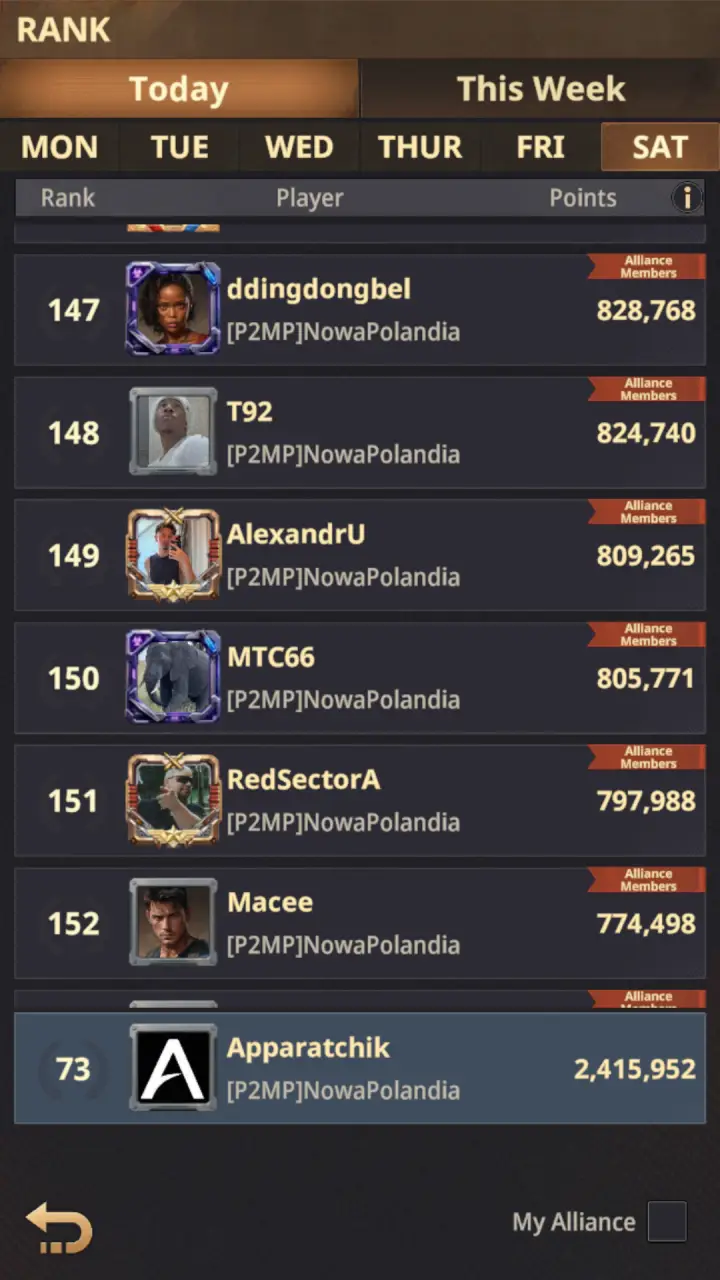 RANK
Today
This Week
MON TUE WED THUR FRI SAT
Rank Player Points i
Alliance
Members
147 ddingdongbel 828,768
[P2MP]NowaPolandia
Alliance
Members
148 T92 824,740
[P2MP]NowaPolandia
Alliance
Members
149 AlexandrU 809,265
[P2MP]NowaPolandia
Alliance
Members
150 MTC66 805,771
[P2MP]NowaPolandia
Alliance
Members
151 RedSectorA 797,988
[P2MP]NowaPolandia
Alliance
Members
152 Macee 774,498
[P2MP]NowaPolandia
Alliance
73 Apparatchik 2,415,952
[P2MP]NowaPolandia
My Alliance